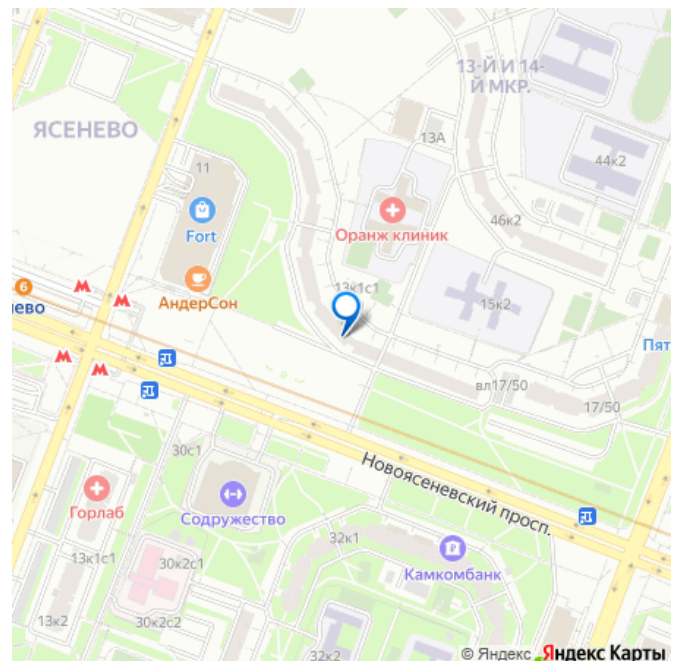 13-Й И 14-
Й МКР.
ЯСЕНЕВО
13А
11
44к2
Fort
46к2
Оранж клиник
13к1с1
6
АндерСон
15к2
нево
М
М
М
М
Пят
вл17/50
17/50
30с1
Новоясеневский просп.
Горлаб
Содружество
13к1с1
30к2с1
32к1
Камкомбанк
13к2
30к2с2
32к2
© Яндекс Яндекс Карты